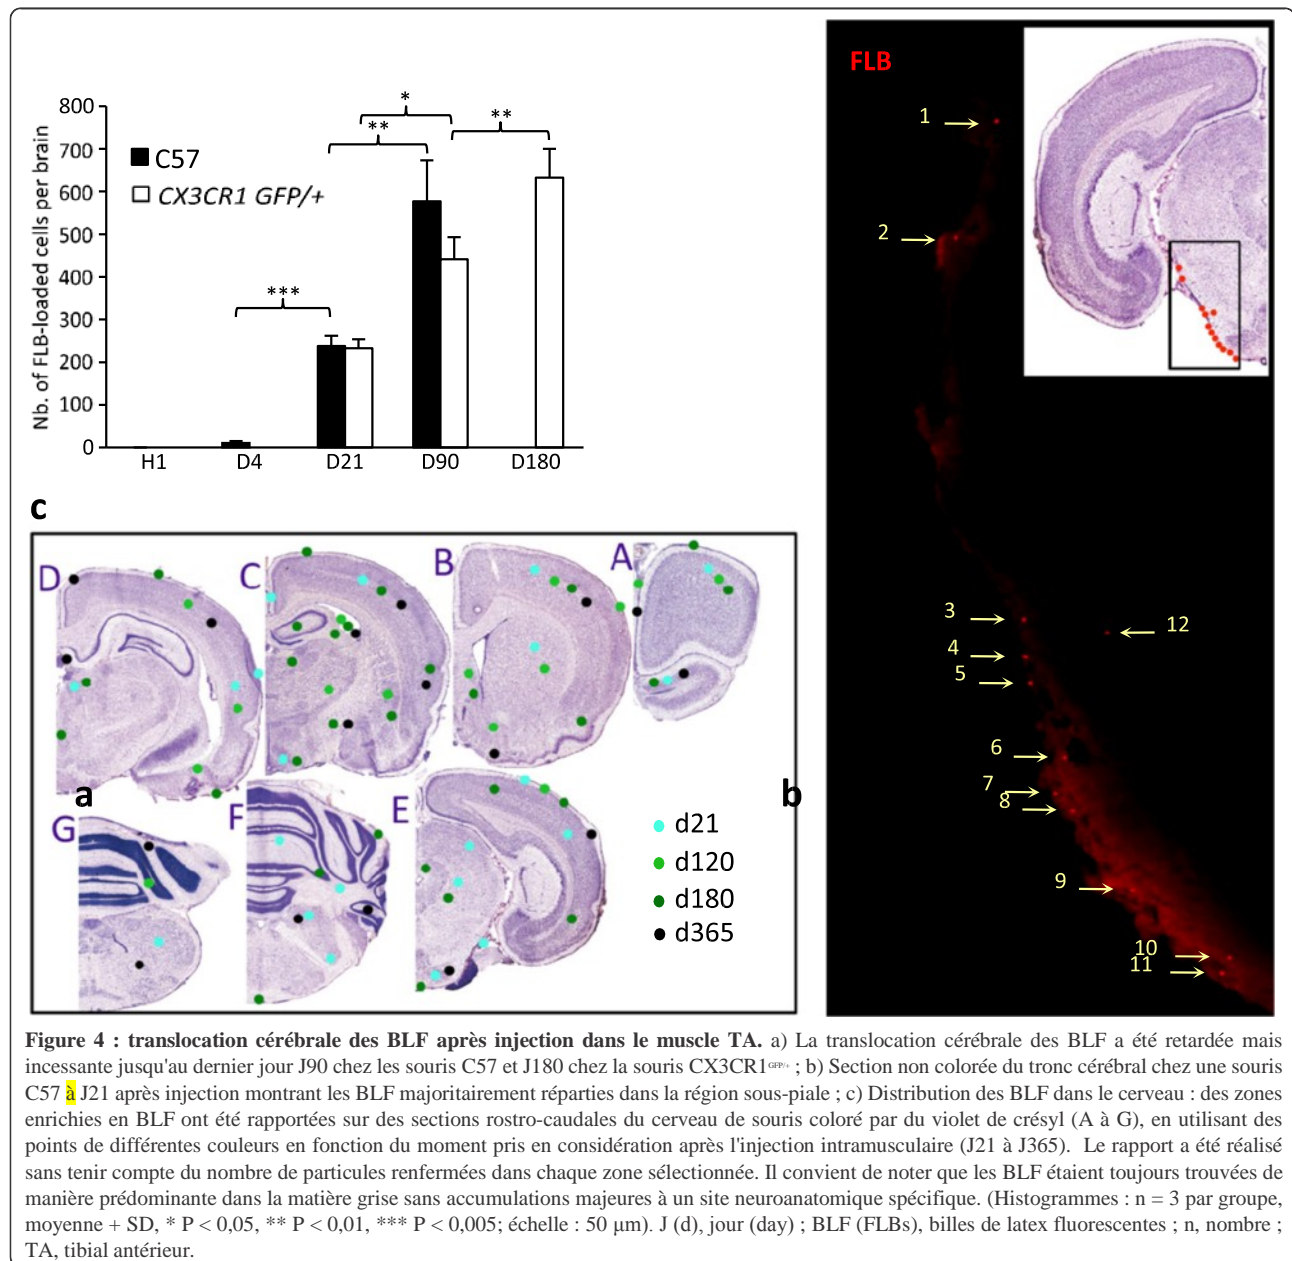 FLB
1
2
3
12
4
5
6
7
8
9
10
11
800
700
600
500
400
300
200
100
0
Nb. of FLB-loaded cells per brain
C57
CX3CR1 GFP/+
***
**
*
**
H1 D4 D21 D90 D180
c
D C B A
a
b
G F E
d21
d120
d180
d365
Figure 4 : translocation cérébrale des BLF après injection dans le muscle TA. a) La translocation cérébrale des BLF a été retardée mais
incessante jusqu'au dernier jour J90 chez les souris C57 et J180 chez la souris CX3CR1GFP/+ ; b) Section non colorée du tronc cérébral chez une souris
C57 à J21 après injection montrant les BLF majoritairement réparties dans la région sous-piale ; c) Distribution des BLF dans le cerveau : des zones
enrichies en BLF ont été rapportées sur des sections rostro-caudales du cerveau de souris coloré par du violet de crésyl (A à G), en utilisant des
points de différentes couleurs en fonction du moment pris en considération après l'injection intramusculaire (J21 à J365). Le rapport a été réalisé
sans tenir compte du nombre de particules renfermées dans chaque zone sélectionnée. Il convient de noter que les BLF étaient toujours trouvées de
manière prédominante dans la matière grise sans accumulations majeures à un site neuroanatomique spécifique. (Histogrammes : n = 3 par groupe,
moyenne + SD, * P < 0,05, ** P < 0,01, *** P < 0,005; échelle : 50 μm). J (d), jour (day) ; BLF (FLBs), billes de latex fluorescentes ; n, nombre ;
TA, tibial antérieur.